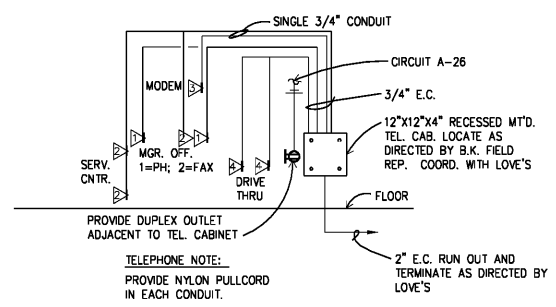 SINGLE 3/4" CONDUIT
CIRCUIT A-26
MODEM
3
3/4" E.C.
12"X12"X4" RECESSED MT'D.
TEL. CAB. LOCATE AS
DIRECTED BY B.K. FIELD
REP. COORD. WITH LOVE'S
1
2
1
2
SERV.
CNTR.
MGR. OFF.
1=PH; 2=FAX
4
4
DRIVE
THRU
2
FLOOR
PROVIDE DUPLEX OUTLET
ADJACENT TO TEL. CABINET
TELEPHONE NOTE:
PROVIDE NYLON PULLCORD
IN EACH CONDUIT.
2" E.C. RUN OUT AND
TERMINATE AS DIRECTED BY
LOVE'S